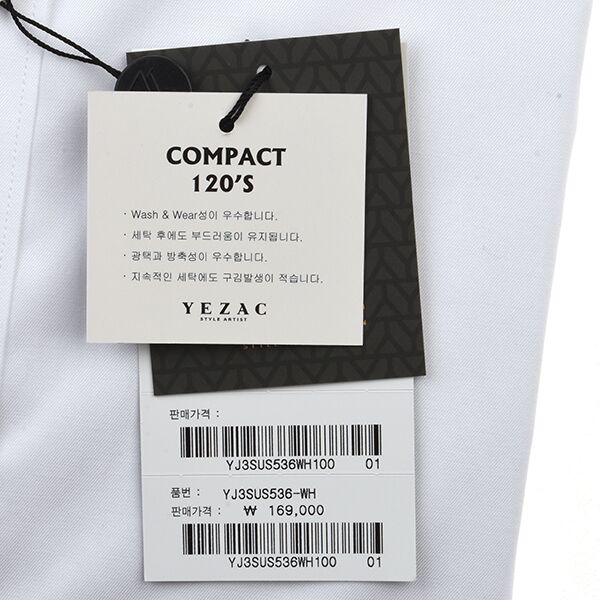 COMPACT
120'S
· Wash & Wear성이 우수합니다.
· 세탁 후에도 부드러움이 유지됩니다.
· 광택과 방축성이 우수합니다.
· 지속적인 세탁에도 구김발생이 적습니다.
YEZAC
STYLE ARTIST
판매가격 :
YJ3SUS536WH100 01
품번 : YJ3SUS536-WH
판매가격 : ₩ 169,000
YJ3SUS536WH100 01